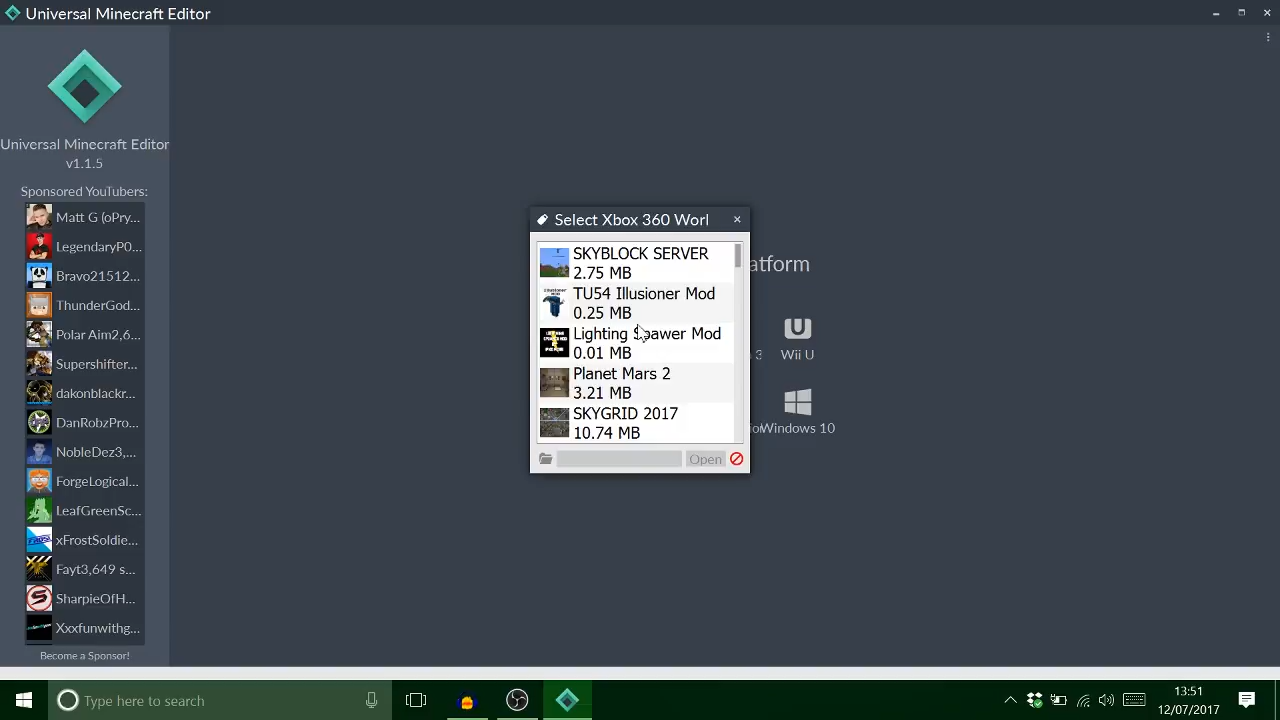 Universal Minecraft Editor
Universal Minecraft Editor
v1.1.5
Sponsored YouTubers:
Matt G (oPry...
LegendaryP0...
Bravo21512...
ThunderGod...
Polar Aim2,6...
Supershifter...
dakonblackr...
DanRobzPro...
NobleDez3,...
ForgeLogical...
LeafGreenSc...
xFrostSoldie...
Fayt3,649 s...
SharpieOfH...
Xxxfunwithg...
Become a Sponsor!
Select Xbox 360 Worl
SKYBLOCK SERVER
2.75 MB
TU54 Illusioner Mod
0.25 MB
Lighting Spawer Mod
0.01 MB
Planet Mars 2
3.21 MB
SKYGRID 2017
10.74 MB
Open
atform
3
Wii U
Windows 10
Type here to search
13:51
12/07/2017